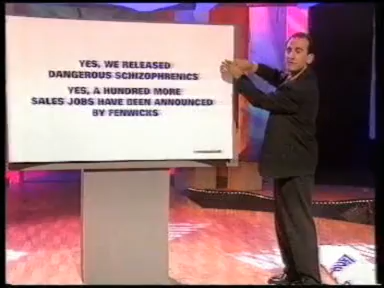 YES, WE RELEASED
DANGEROUS SCHIZOPHRENICS
YES, A HUNDRED MORE
SALES JOBS HAVE BEEN ANNOUNCED
BY FENWICKS